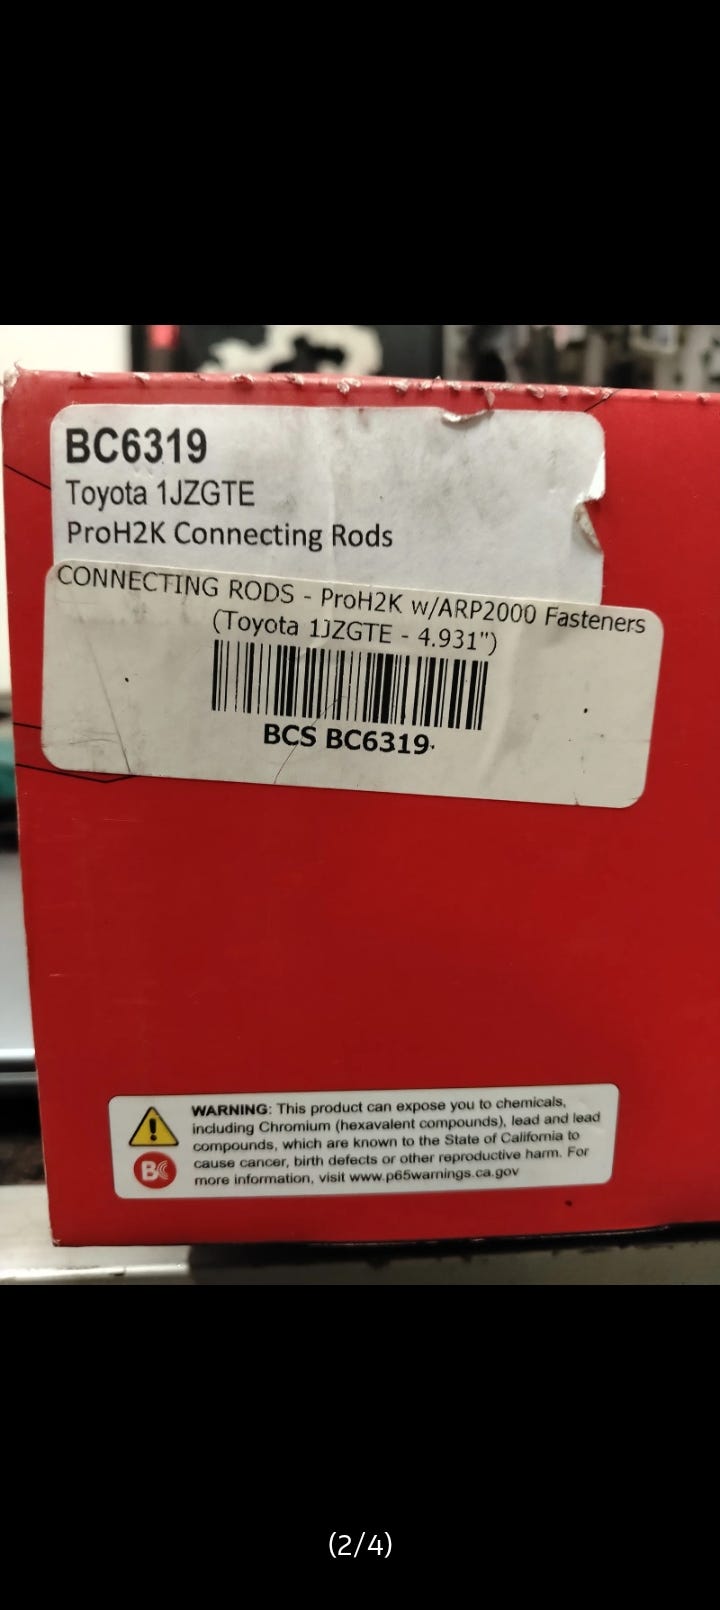 BC6319
Toyota 1JZGTE
ProH2K Connecting Rods
CONNECTING RODS - ProH2K w/ARP2000 Fasteners
(Toyota 1JZGTE - 4.931")
BCS BC6319
WARNING: This product can expose you to chemicals,
including Chromium (hexavalent compounds), lead and lead
compounds, which are known to the State of California to
cause cancer, birth defects or other reproductive harm. For
more information, visit www.p65warnings.ca.gov
BC
(2/4)